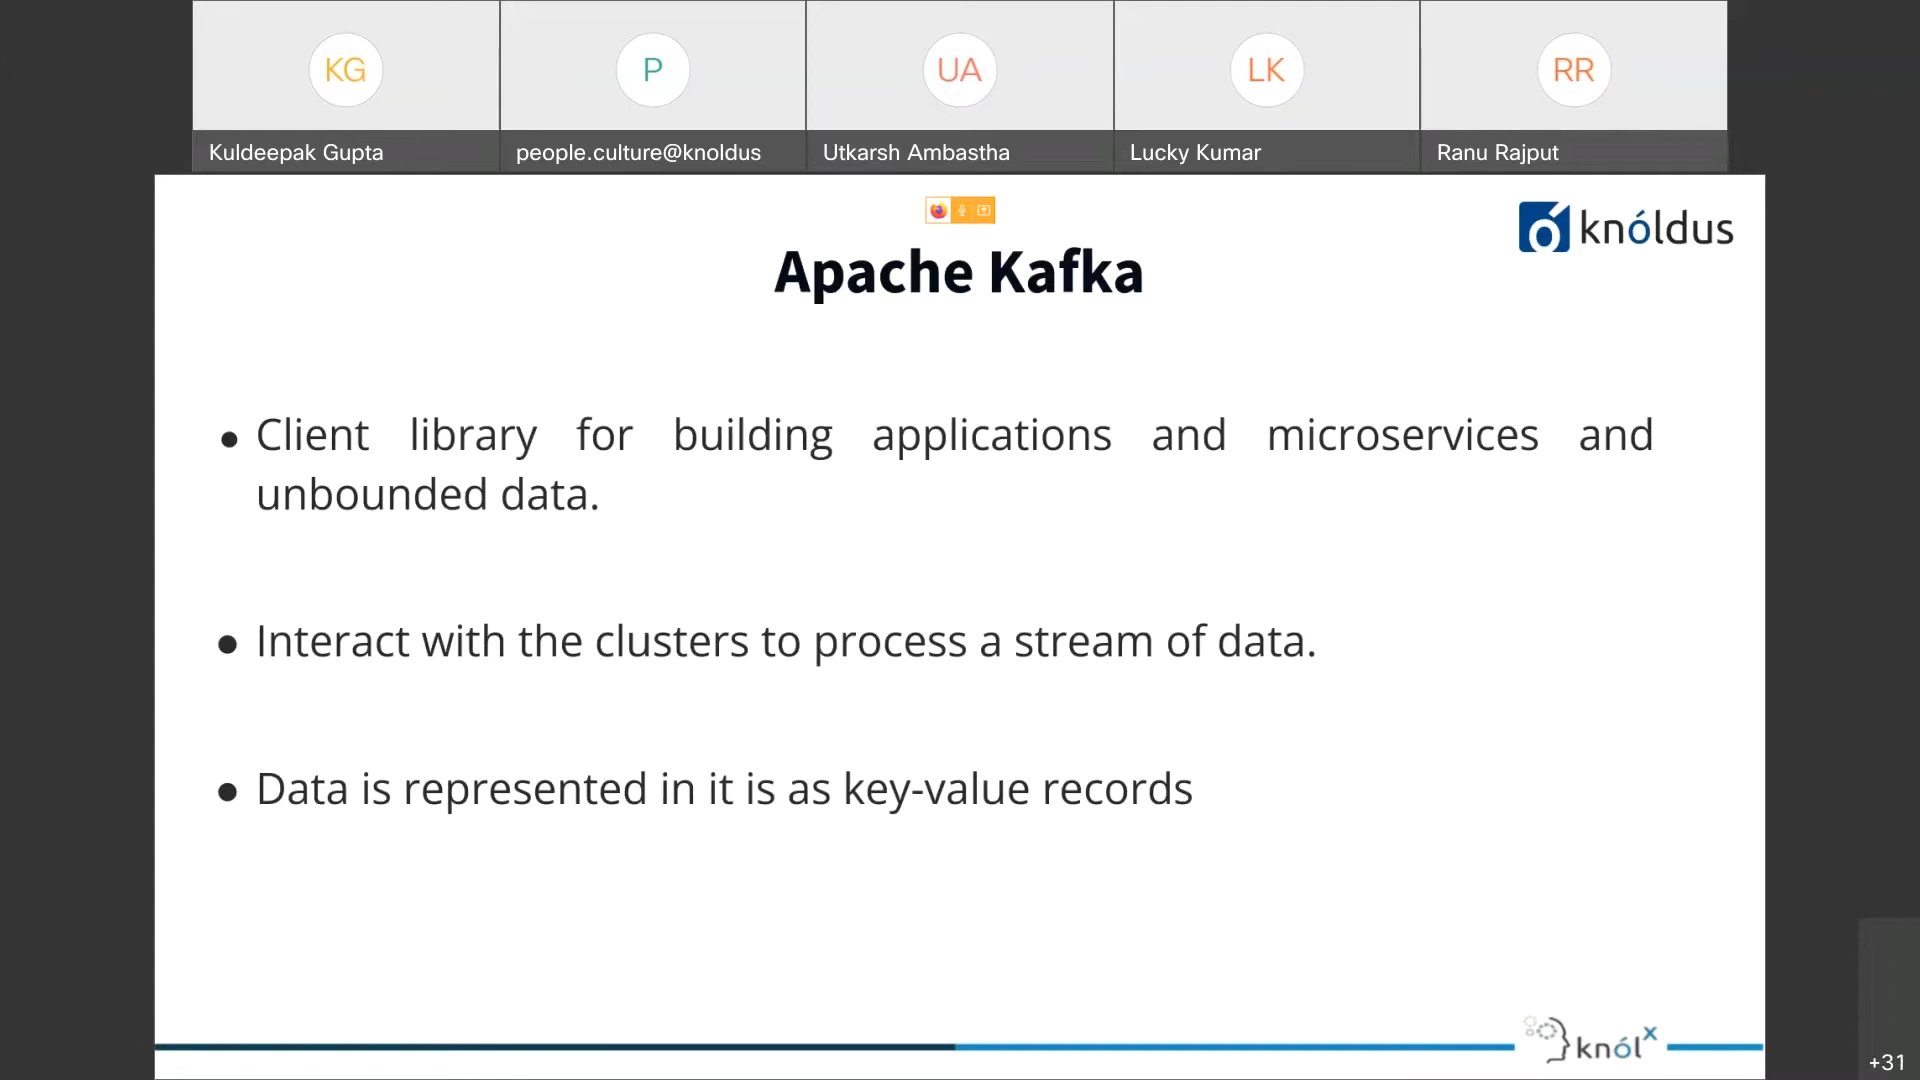 KG
P
UA
LK
RR
Kuldeepak Gupta
people.culture@knoldus
Utkarsh Ambastha
Lucky Kumar
Ranu Rajput
knóldus
Apache Kafka
● Client library for building applications and microservices and
unbounded data.
● Interact with the clusters to process a stream of data.
● Data is represented in it is as key-value records
knólx
+31